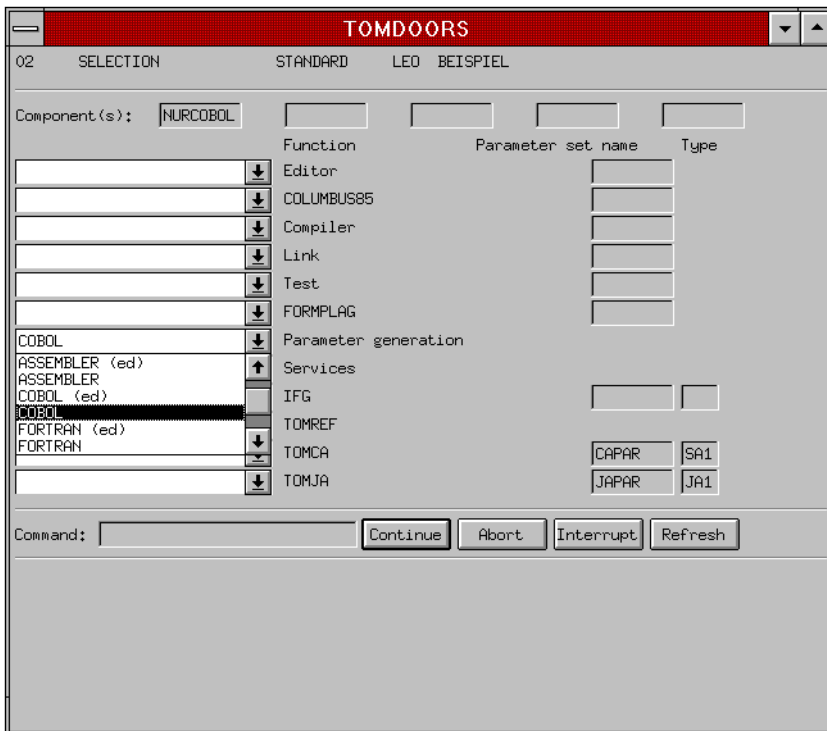 TOMDOORS
02 SELECTION STANDARD LEO BEISPIEL
Component(s): NURCOBOL
Function Parameter set name Type
Editor
COLUMBUS85
Compiler
Link
Test
FORMPLAG
COBOL Parameter generation
ASSEMBLER (ed) Services
ASSEMBLER
COBOL (ed) IFG
COBOL
FORTRAN (ed) TOMREF
FORTRAN TOMCA CAPAR SA1
TOMJA JAPAR JA1
Command: Continue Abort Interrupt Refresh